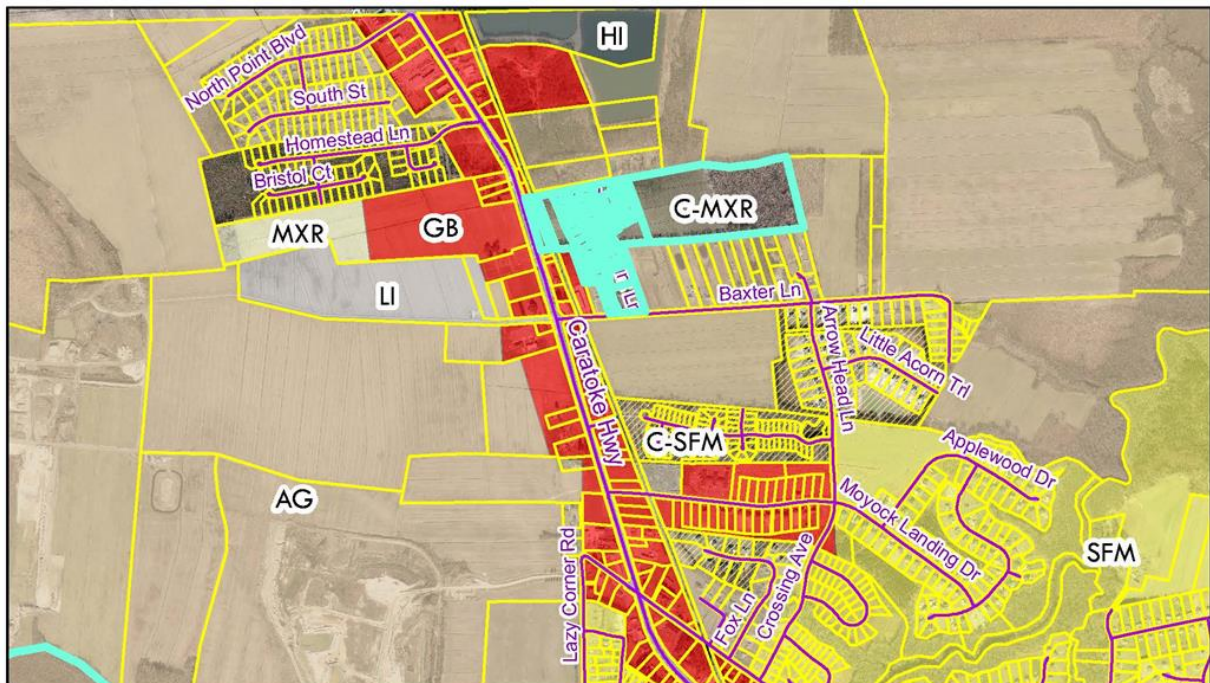 HI
North Point Blvd
South St
Homestead Ln
Bristol Ct
C-MXR
MXR
GB
LI
Baxter Ln
Caratoke Hwy
Arrow Head Ln
Little Acorn Trl
C-SFM
Applewood Dr
AG
Moyock Landing Dr
SFM
Lazy Corner Rd
Fox Ln
Crossing Ave